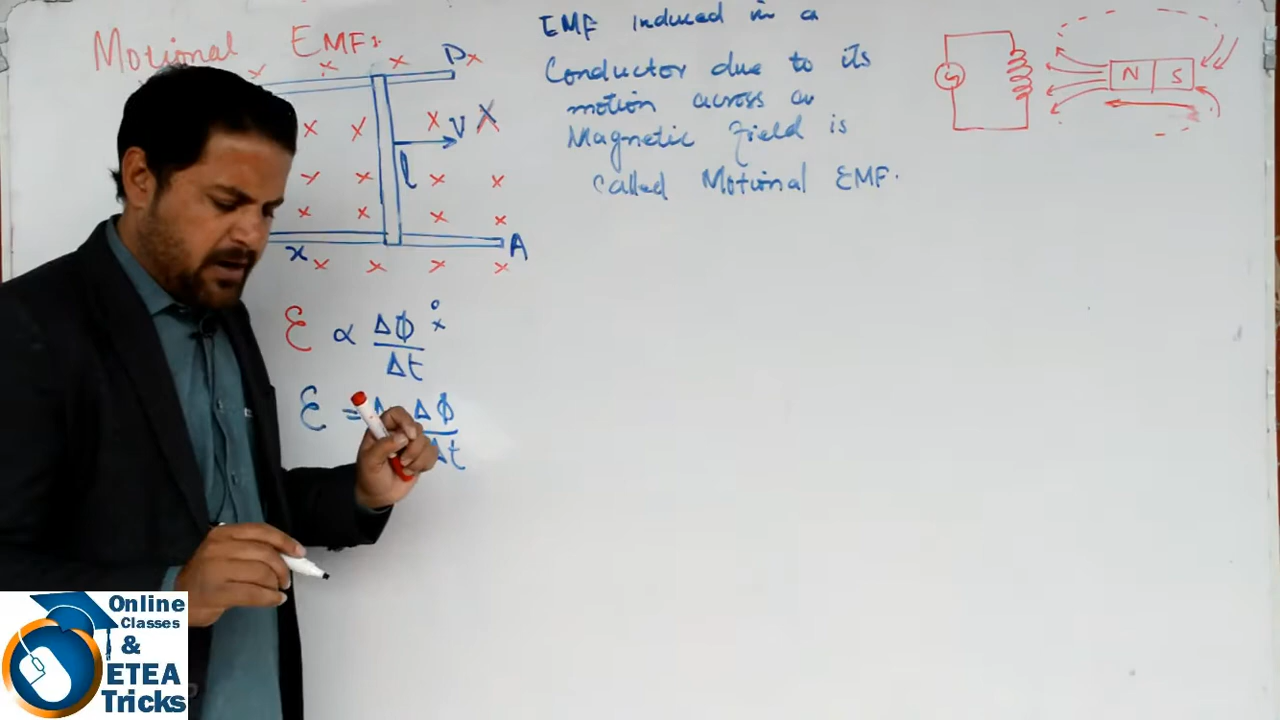 Motional EMF:
P
V
l
x
A
ε ∝ Δϕ
Δt
ε = Δϕ
Δt
EMF Induced in a
Conductor due to its
motion across a
Magnetic field is
called Motional EMF.
G
N S
Online
Classes
&
ETEA
Tricks